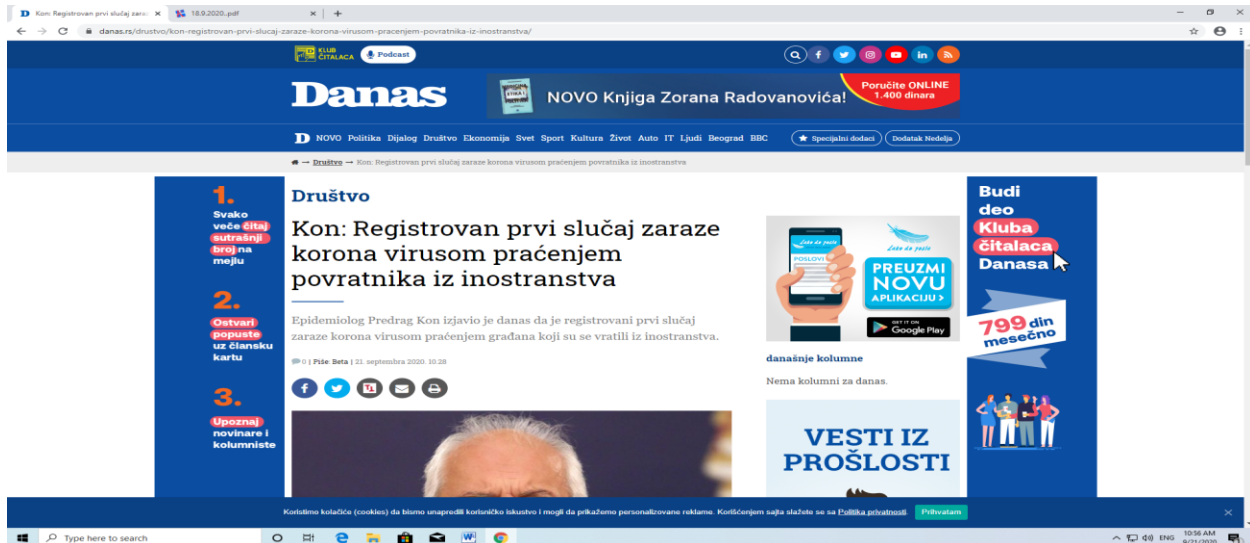 Kon: Registrovan prvi slučaj zaraz
18.9.2020..pdf
danas.rs/drustvo/kon-registrovan-prvi-slucaj-zaraze-korona-virusom-pracenjem-povratnika-iz-inostranstva/
KLUB
ČITALACA
Podcast
Danas
NOVO Knjiga Zorana Radovanovića!
Poručite ONLINE
1.400 dinara
NOVO Politika Dijalog Društvo Ekonomija Svet Sport Kultura Život Auto IT Ljudi Beograd BBC
Specijalni dodaci
Dodatak Nedelja
→ Društvo → Kon: Registrovan prvi slučaj zaraze korona virusom praćenjem povratnika iz inostranstva
1.
Svako
veče čitaj
sutrašnji
broj na
mejlu
2.
Ostvari
popuste
uz člansku
kartu
3.
Upoznaj
novinare i
kolumniste
Društvo
Kon: Registrovan prvi slučaj zaraze
korona virusom praćenjem
povratnika iz inostranstva
Epidemiolog Predrag Kon izjavio je danas da je registrovani prvi slučaj
zaraze korona virusom praćenjem građana koji su se vratili iz inostranstva.
0 | Piše: Beta | 21. septembra 2020. 10.28
POSLOVI
Lako do posla
PREUZMI
NOVU
APLIKACIJU >
GET IT ON
Google Play
današnje kolumne
Nema kolumni za danas.
VESTI IZ
PROŠLOSTI
Budi
deo
Kluba
čitalaca
Danasa
799 din
mesečno
Koristimo kolačiće (cookies) da bismo unapredili korisničko iskustvo i mogli da prikažemo personalizovane reklame. Korišćenjem sajta slažete se sa Politika privatnosti.
Prihvatam
Type here to search
ENG
10:56 AM
9/21/2020